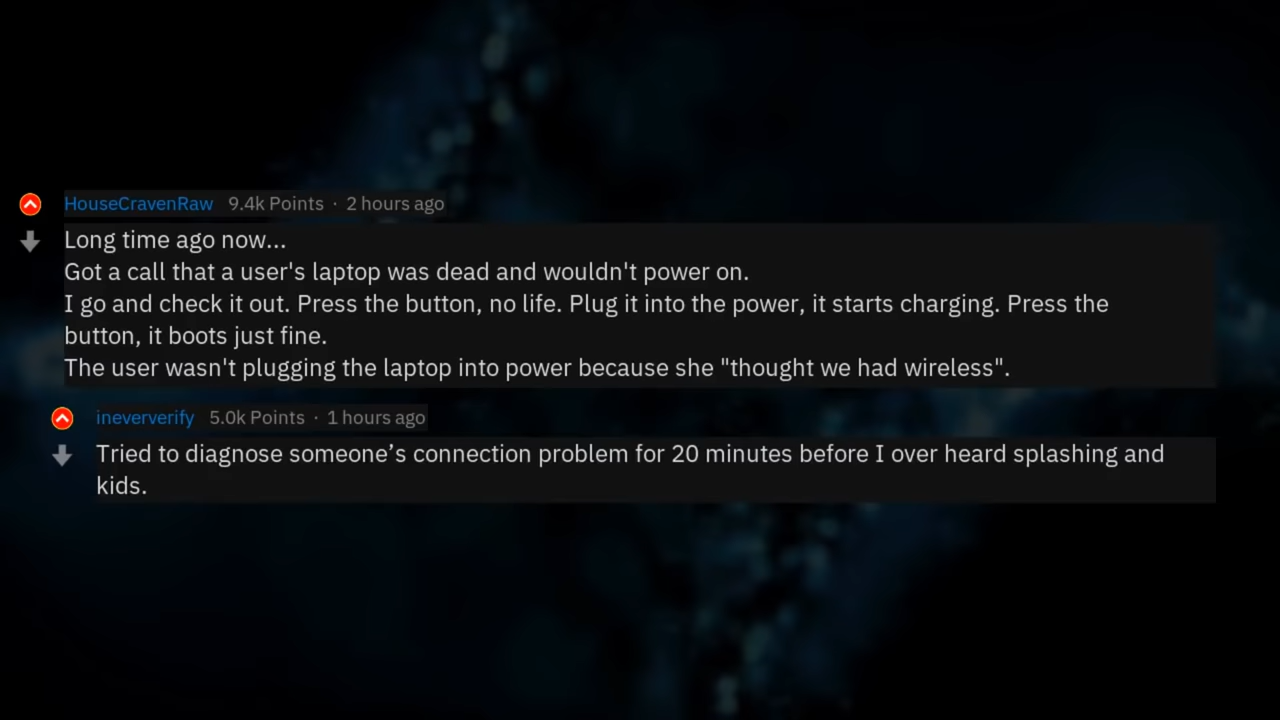 HouseCravenRaw 9.4k Points · 2 hours ago
Long time ago now...
Got a call that a user's laptop was dead and wouldn't power on.
I go and check it out. Press the button, no life. Plug it into the power, it starts charging. Press the
button, it boots just fine.
The user wasn't plugging the laptop into power because she "thought we had wireless".
ineververify 5.0k Points · 1 hours ago
Tried to diagnose someone’s connection problem for 20 minutes before I over heard splashing and
kids.